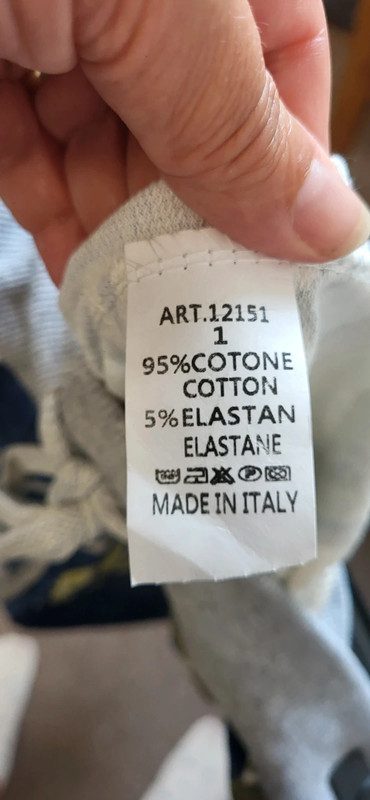 ART.12151
1
95%COTONE
COTTON
5%ELASTAN
ELASTANE
MADE IN ITALY